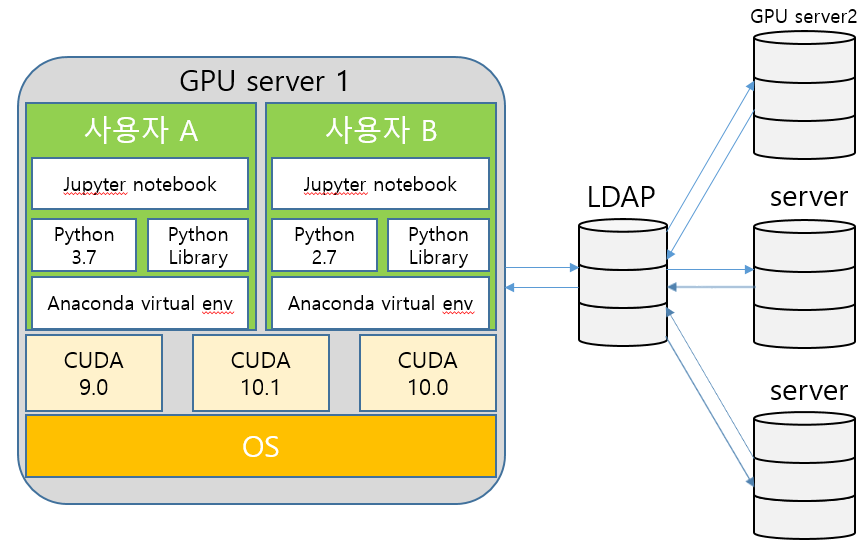 GPU server2
GPU server 1
사용자 A
사용자 B
Jupyter notebook
Jupyter notebook
Python
3.7
Python
Library
Python
2.7
Python
Library
Anaconda virtual env
Anaconda virtual env
CUDA
9.0
CUDA
10.1
CUDA
10.0
OS
LDAP
server
server